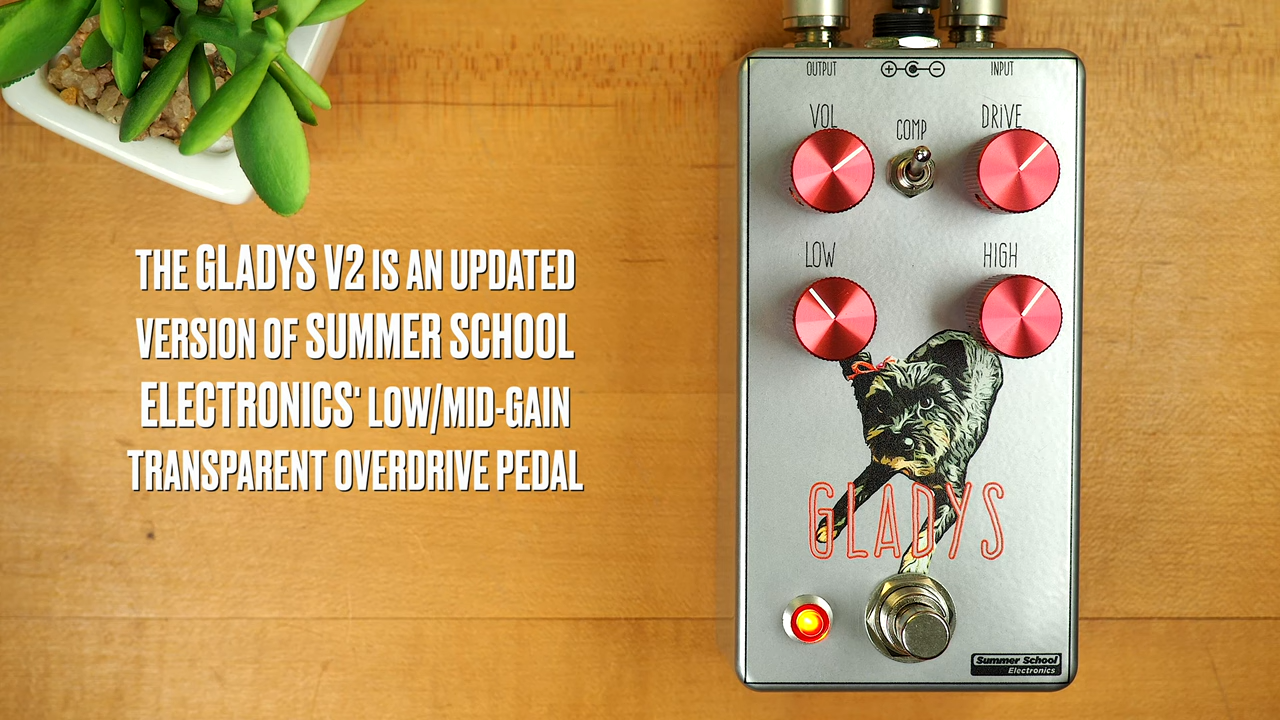 THE GLADYS V2 IS AN UPDATED
VERSION OF SUMMER SCHOOL
ELECTRONICS' LOW/MID-GAIN
TRANSPARENT OVERDRIVE PEDAL
OUTPUT
INPUT
VOL
COMP
DRIVE
LOW
HIGH
GLADYS
Summer School
Electronics